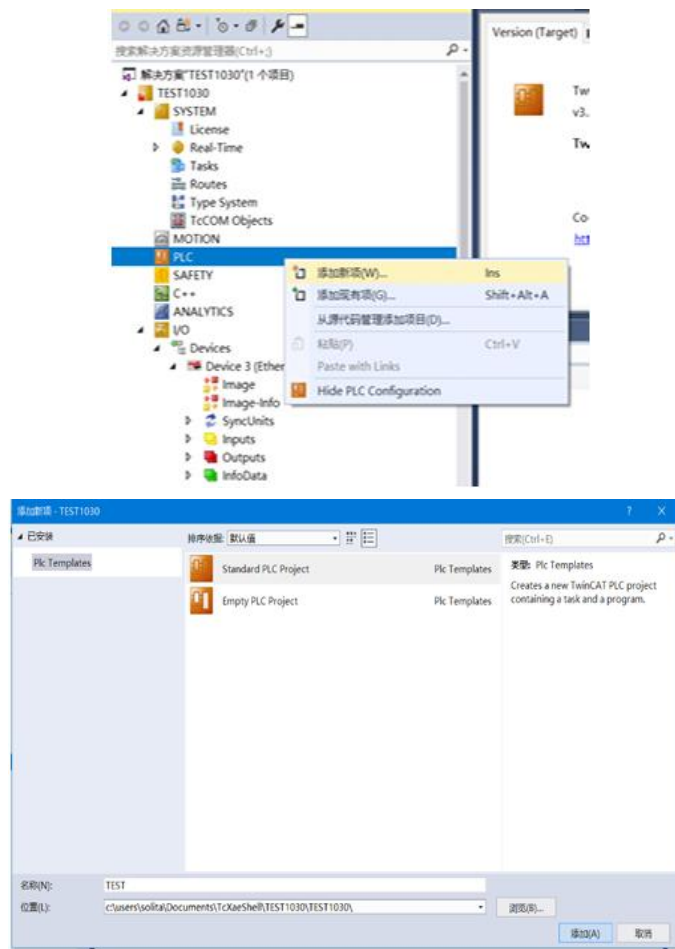 搜索解决方案资源管理器(Ctrl+;)
解决方案"TEST1030"(1 个项目)
TEST1030
SYSTEM
License
Real-Time
Tasks
Routes
Type System
TcCOM Objects
MOTION
PLC
SAFETY
C++
ANALYTICS
I/O
Devices
Device 3 (Ether
Image
Image-Info
SyncUnits
Inputs
Outputs
InfoData
添加新项(W)... Ins
添加现有项(G)... Shift+Alt+A
从源代码管理添加项目(D)...
粘贴(P) Ctrl+V
Paste with Links
Hide PLC Configuration
Version (Target)
Tw
v3.
Tw
Co
htt
添加新项 - TEST1030
? X
已安装
Plc Templates
排序依据: 默认值
搜索(Ctrl+E)
Standard PLC Project Plc Templates
Empty PLC Project Plc Templates
类型: Plc Templates
Creates a new TwinCAT PLC project
containing a task and a program.
名称(N): TEST
位置(L): c:\users\solita\Documents\TcXaeShell\TEST1030\TEST1030\
浏览(B)...
添加(A) 取消